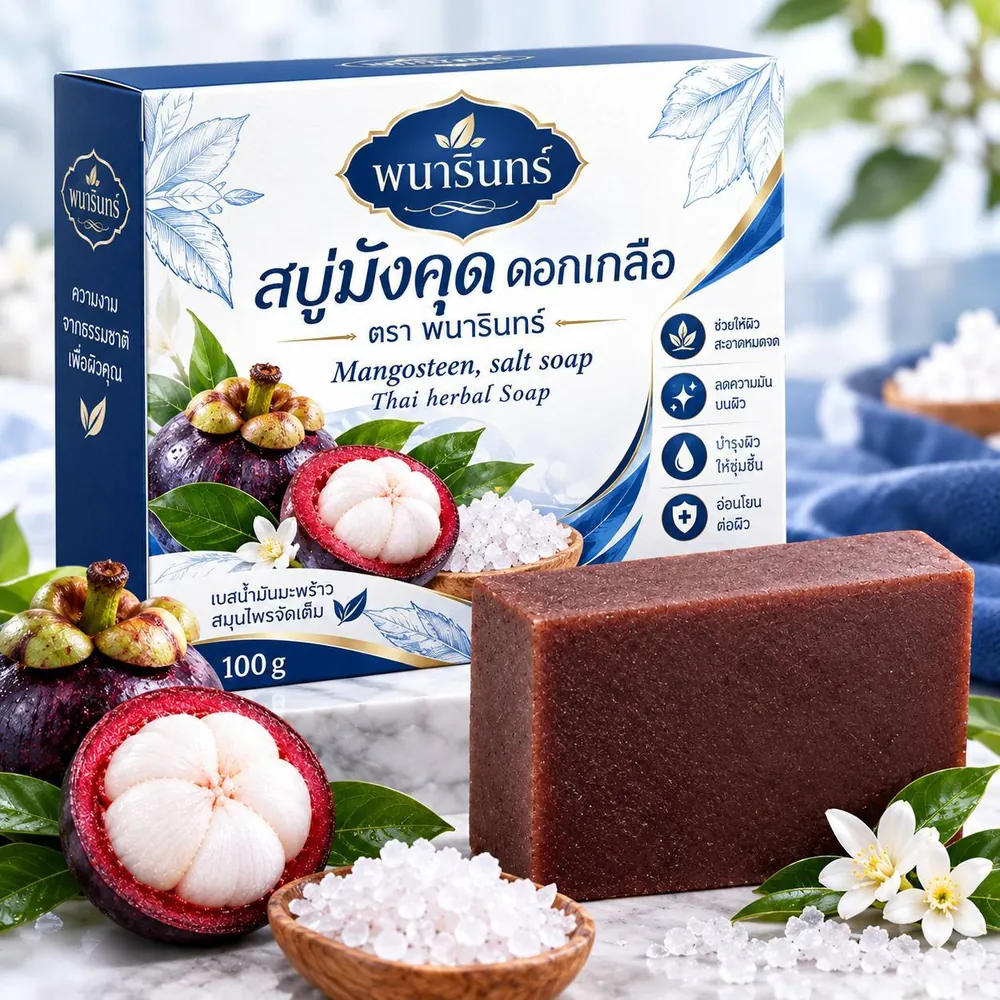 พนารินทร์
สบู่มังคุด ดอกเกลือ
ตรา พนารินทร์
Mangosteen, salt soap
Thai herbal Soap
ช่วยให้ผิว
สะอาดหมดจด
ลดความมัน
บนผิว
บำรุงผิว
ให้ชุ่มชื้น
อ่อนโยน
ต่อผิว
เบสน้ำมันมะพร้าว
สมุนไพรจัดเต็ม
100 g
พนารินทร์
ความงาม
จากธรรมชาติ
เพื่อผิวคุณ